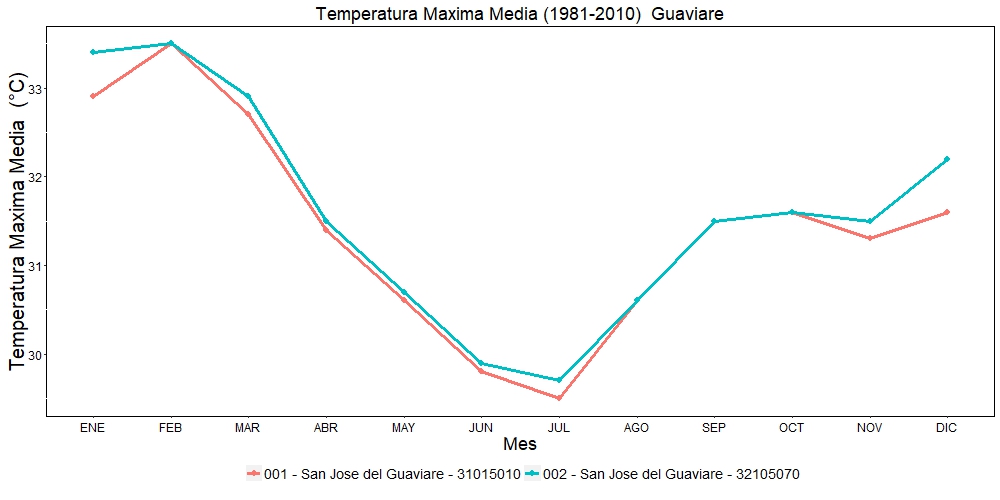 Temperatura Maxima Media (1981-2010)  Guaviare
Temperatura Maxima Media  (°C)
33
32
31
30
ENE FEB MAR ABR MAY JUN JUL AGO SEP OCT NOV DIC
Mes
001 - San Jose del Guaviare - 31015010 002 - San Jose del Guaviare - 32105070